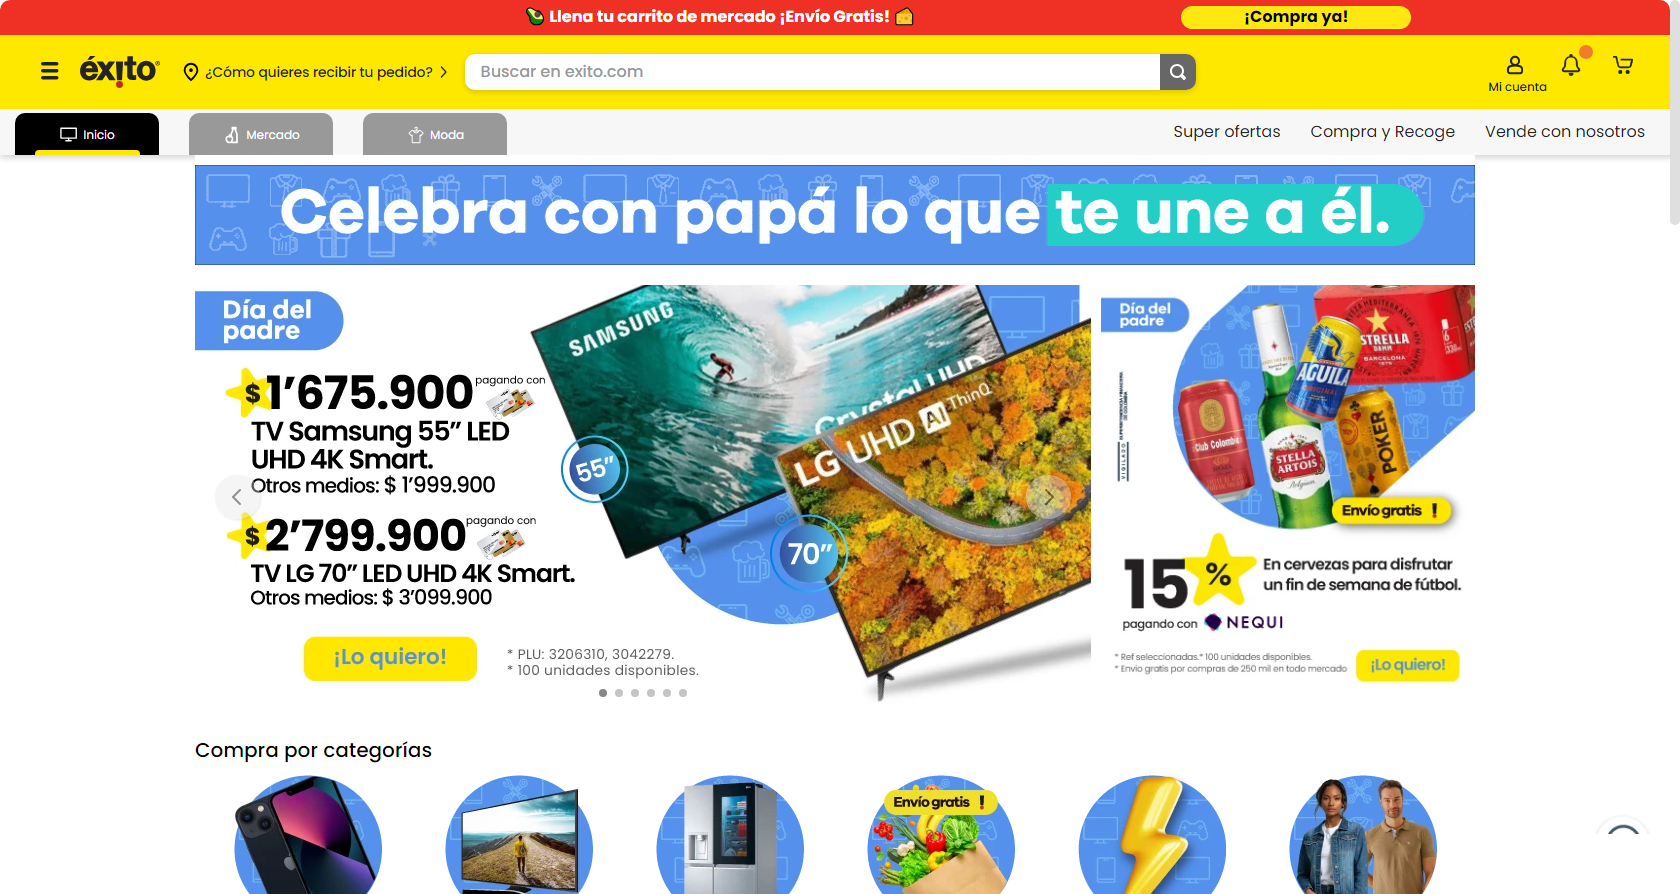 Llena tu carrito de mercado ¡Envío Gratis!
¡Compra ya!
éxito
¿Cómo quieres recibir tu pedido?
Buscar en exito.com
Mi cuenta
Inicio
Mercado
Moda
Super ofertas
Compra y Recoge
Vende con nosotros
Celebra con papá lo que te une a él.
Día del
padre
$1'675.900 pagando con
TV Samsung 55" LED
UHD 4K Smart.
Otros medios: $ 1'999.900
$2'799.900 pagando con
TV LG 70" LED UHD 4K Smart.
Otros medios: $ 3'099.900
¡Lo quiero!
* PLU: 3206310, 3042279.
* 100 unidades disponibles.
SAMSUNG
Crystal UHD
55"
LG UHD AI ThinQ
70"
Día del
padre
VIGILADO
ESTRELLA
DAMM
BARCELONA
AGUILA
ORIGINAL
Club Colombia
STELLA
ARTOIS
POKER
Envío gratis !
15%
En cervezas para disfrutar
un fin de semana de fútbol.
pagando con NEQUI
* Ref seleccionadas.* 100 unidades disponibles.
* Envio gratis por compras de 250 mil en todo mercado
¡Lo quiero!
Compra por categorías
Envío gratis !